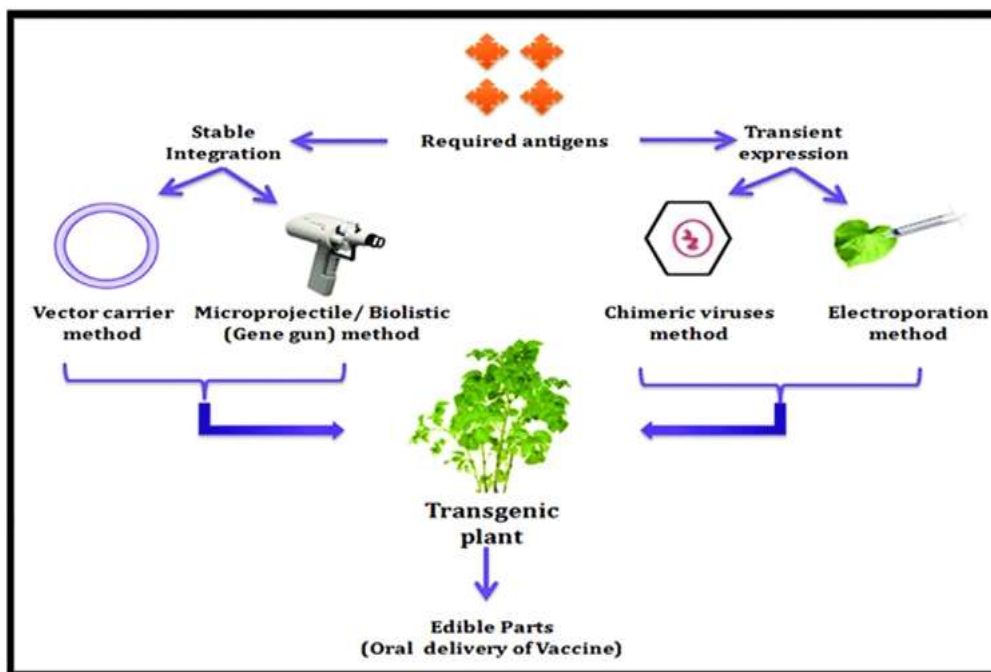 Required antigens
Stable
Integration
Transient
expression
Vector carrier
method
Microprojectile/ Biolistic
(Gene gun) method
Chimeric viruses
method
Electroporation
method
Transgenic
plant
Edible Parts
(Oral delivery of Vaccine)